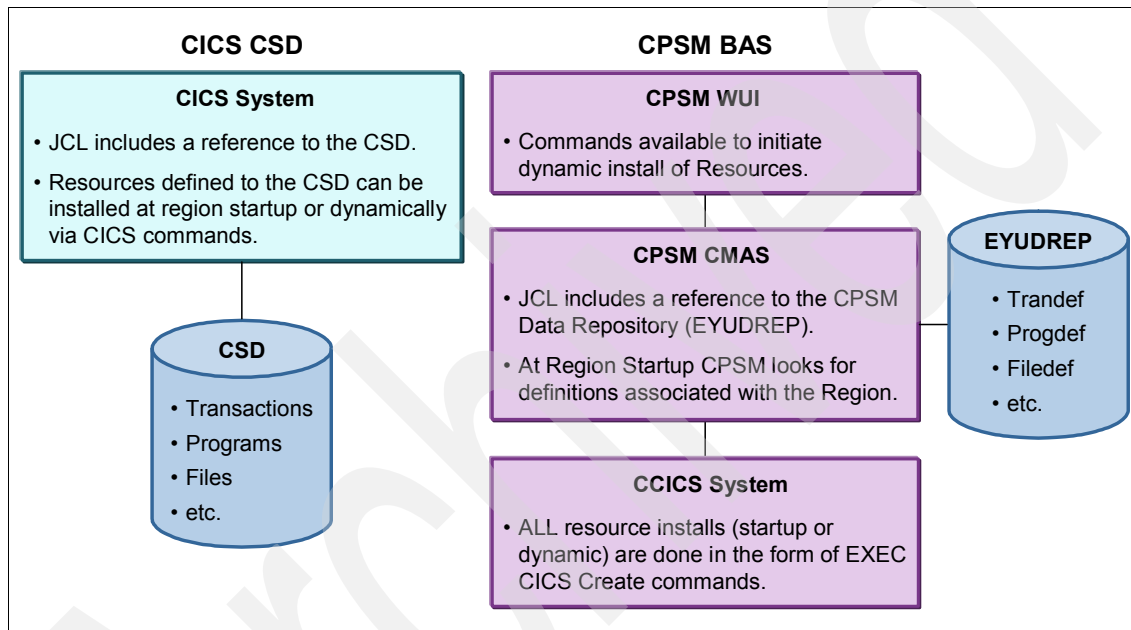 CICS CSD
CICS System
• JCL includes a reference to the CSD.
• Resources defined to the CSD can be
installed at region startup or dynamically
via CICS commands.
CSD
• Transactions
• Programs
• Files
• etc.
CPSM BAS
CPSM WUI
• Commands available to initiate
dynamic install of Resources.
CPSM CMAS
• JCL includes a reference to the CPSM
Data Repository (EYUDREP).
• At Region Startup CPSM looks for
definitions associated with the Region.
EYUDREP
• Trandef
• Progdef
• Filedef
• etc.
CCICS System
• ALL resource installs (startup or
dynamic) are done in the form of EXEC
CICS Create commands.
Archived